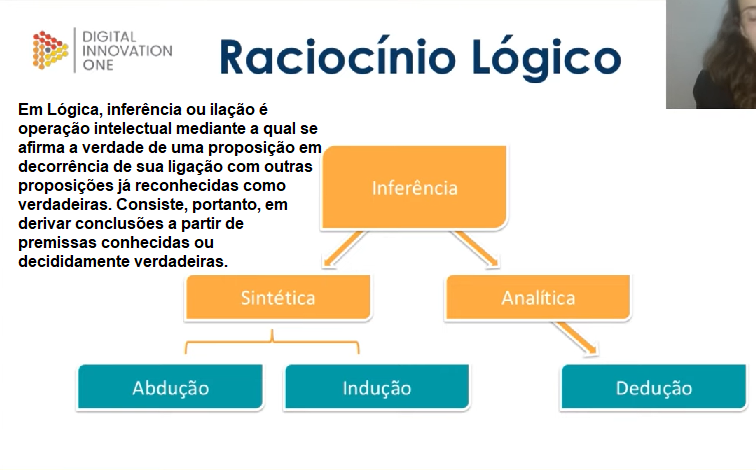 DIGITAL
INNOVATION
ONE
Raciocínio Lógico
Em Lógica, inferência ou ilação é
operação intelectual mediante a qual se
afirma a verdade de uma proposição em
decorrência de sua ligação com outras
proposições já reconhecidas como
verdadeiras. Consiste, portanto, em
derivar conclusões a partir de
premissas conhecidas ou
decididamente verdadeiras.
Inferência
Sintética
Analítica
Abdução
Indução
Dedução